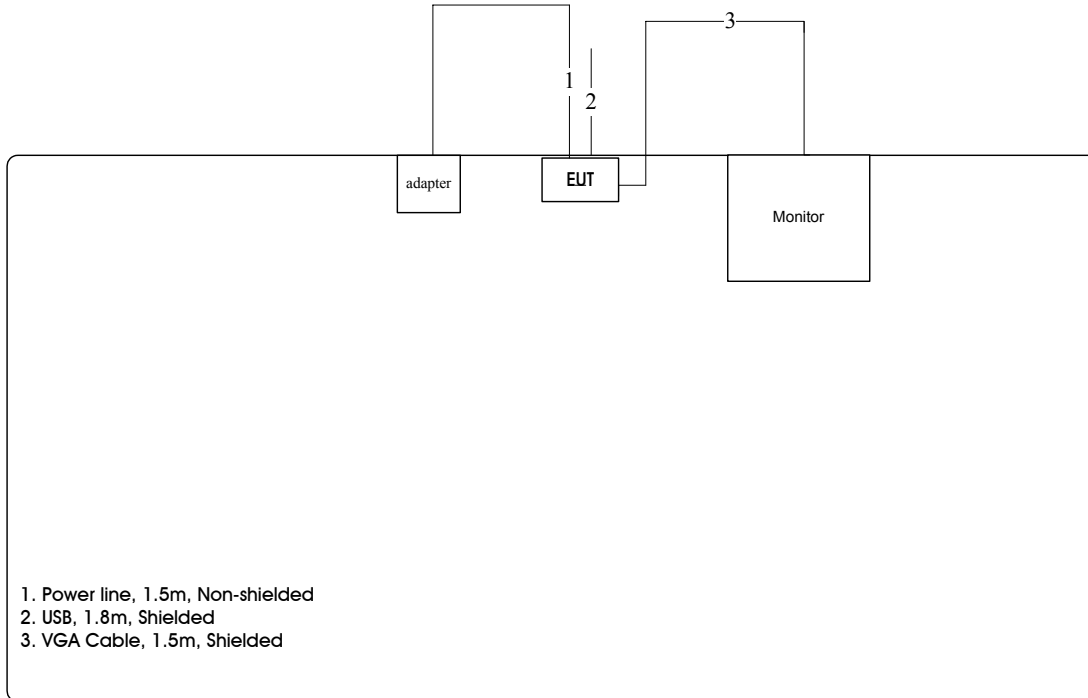 3
1
2
adapter
EUT
Monitor
1. Power line, 1.5m, Non-shielded
2. USB, 1.8m, Shielded
3. VGA Cable, 1.5m, Shielded